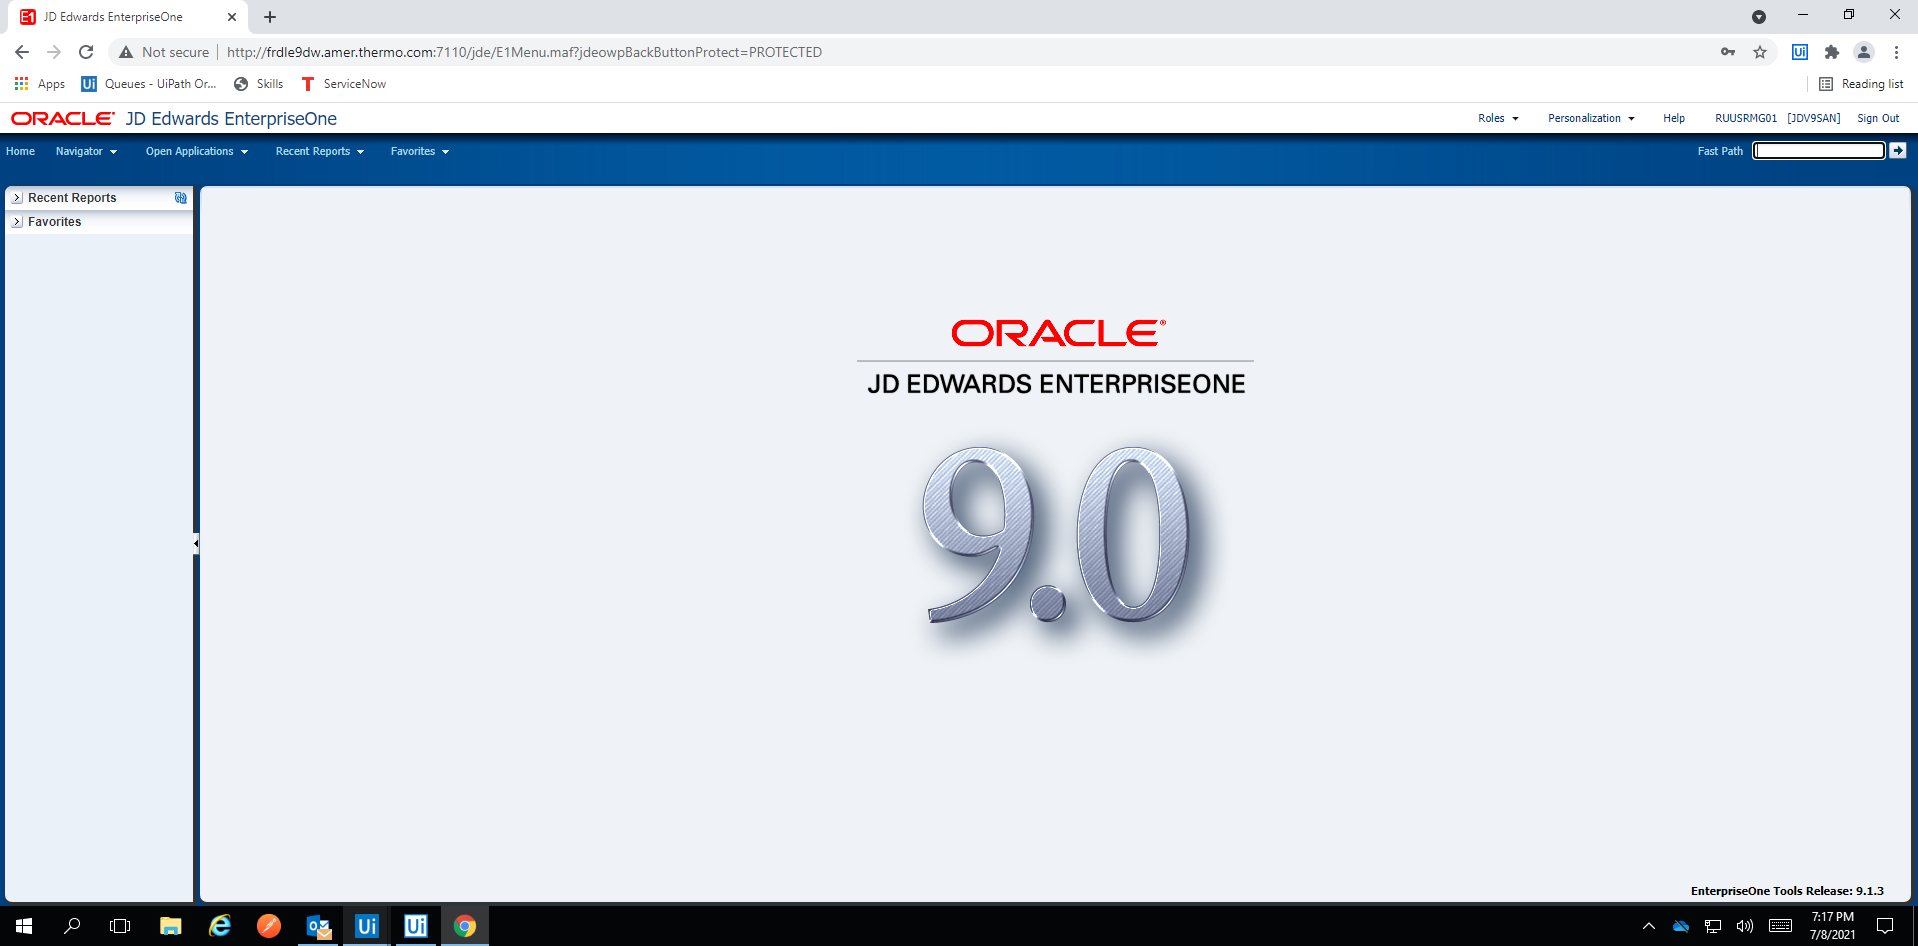 JD Edwards EnterpriseOne
Not secure
http://frdle9dw.amer.thermo.com:7110/jde/E1Menu.maf?jdeowpBackButtonProtect=PROTECTED
Apps
Queues - UiPath Or...
Skills
ServiceNow
Reading list
ORACLE® JD Edwards EnterpriseOne
Roles
Personalization
Help
RUUSRMG01 [JDV9SAN]
Sign Out
Home
Navigator
Open Applications
Recent Reports
Favorites
Fast Path
Recent Reports
Favorites
ORACLE®
JD EDWARDS ENTERPRISEONE
9.0
EnterpriseOne Tools Release: 9.1.3
7:17 PM
7/8/2021